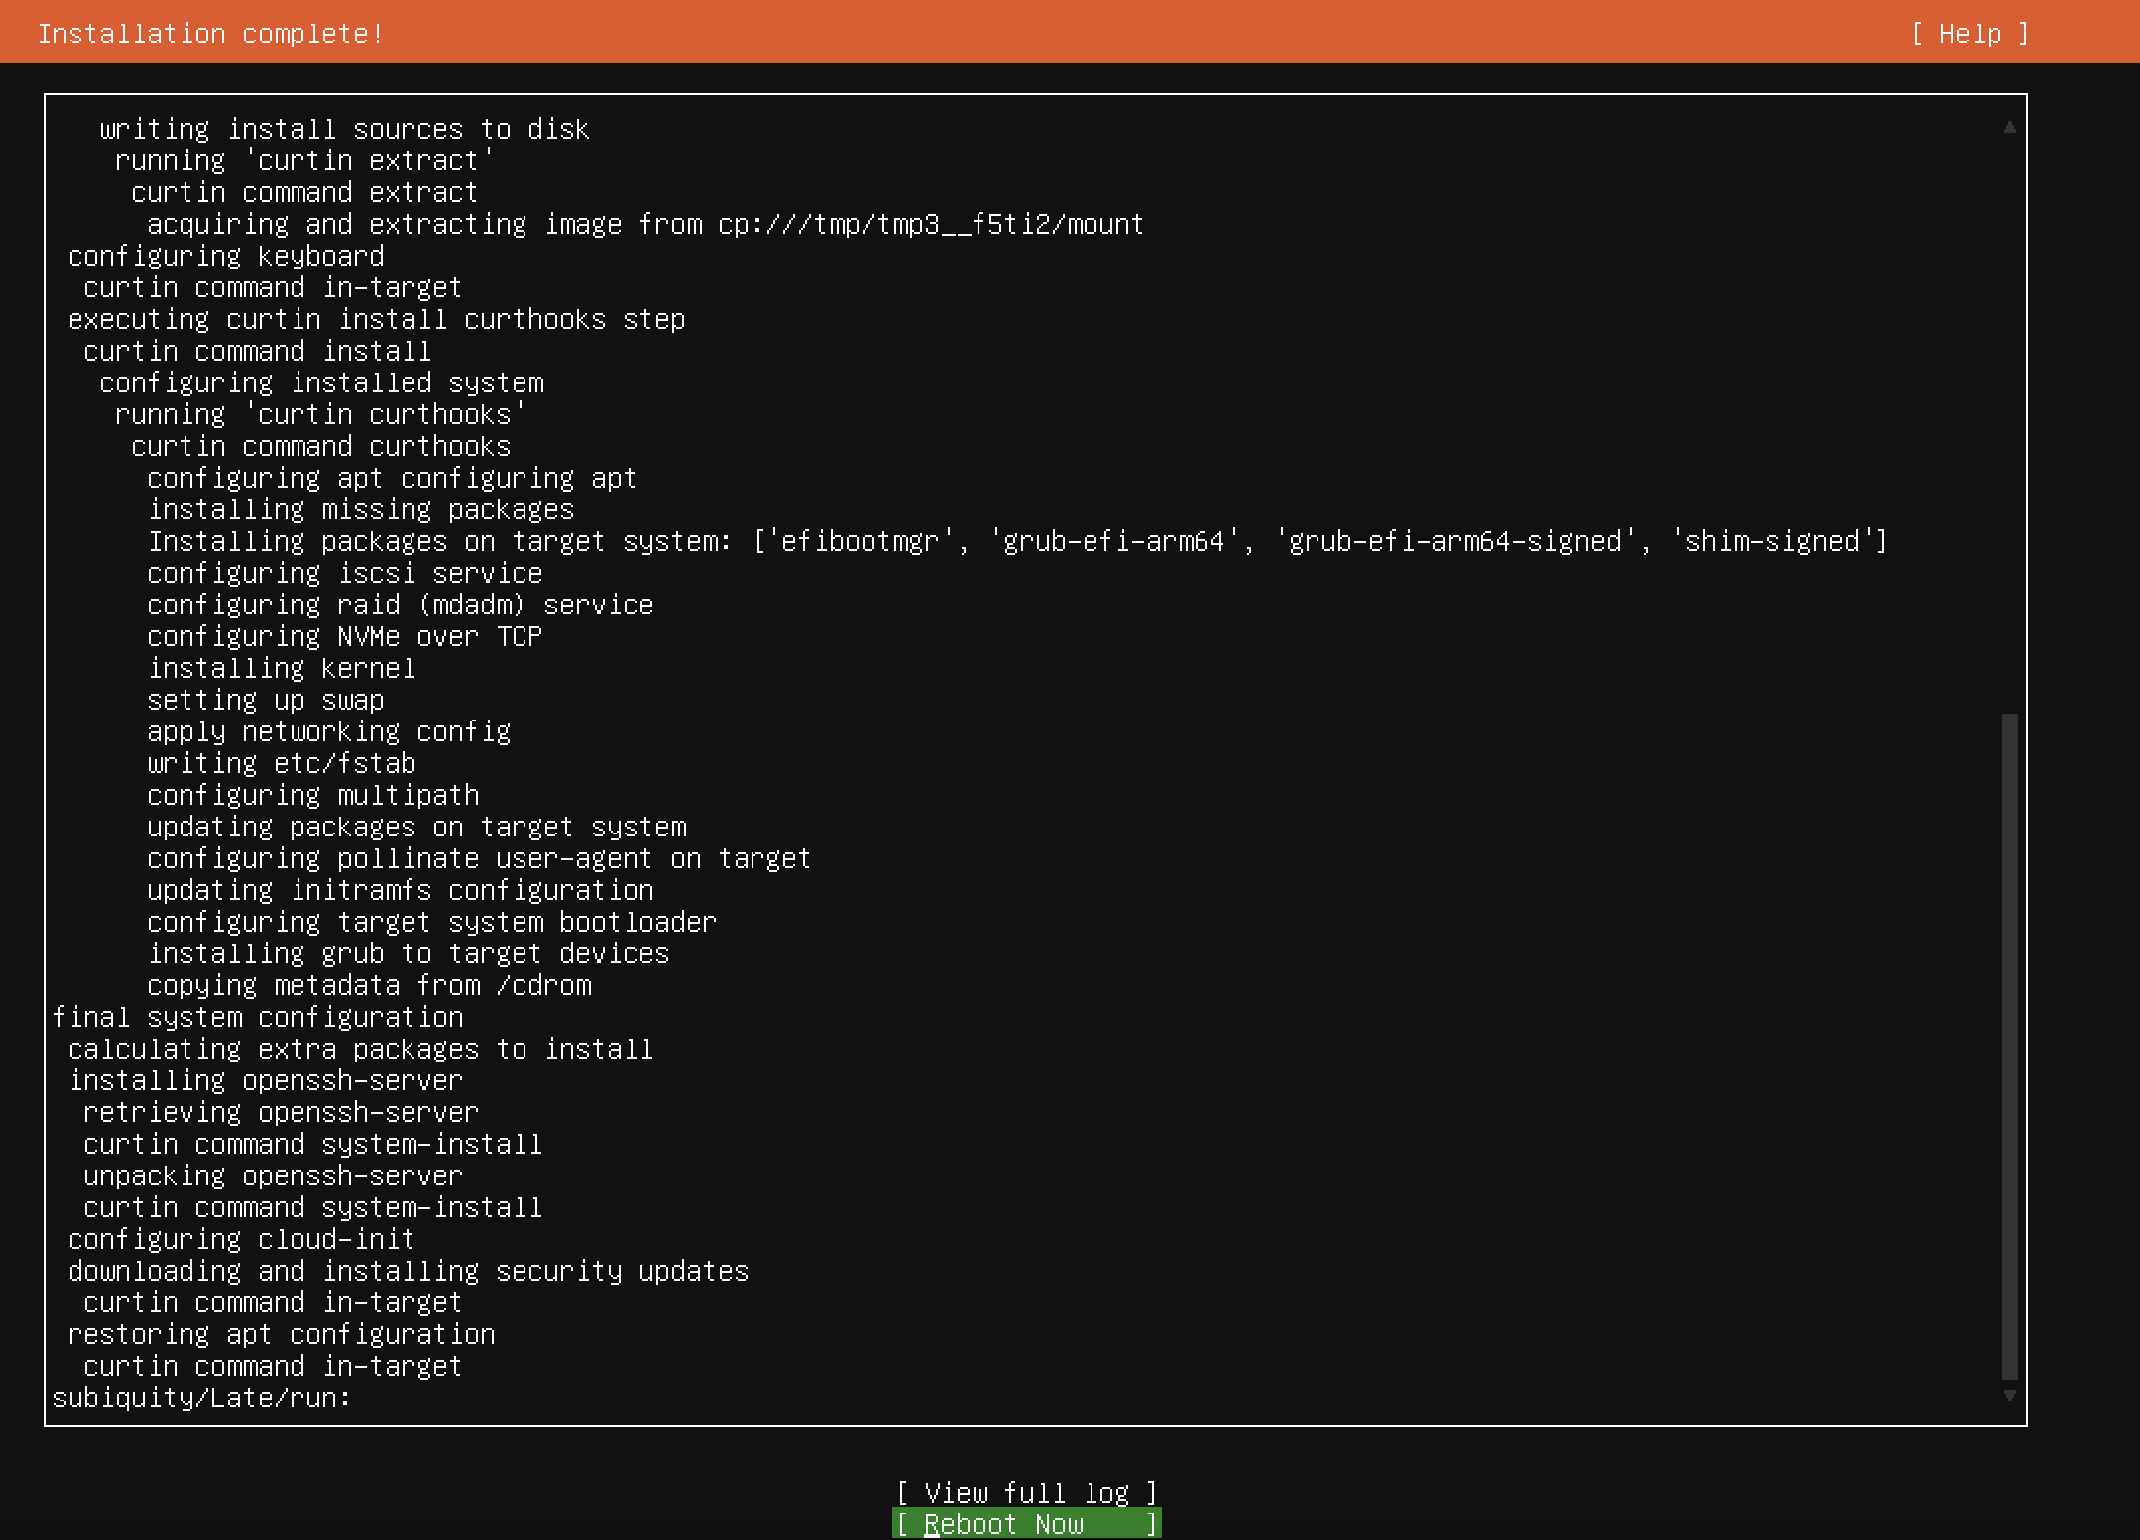 Installation complete!
[ Help ]
writing install sources to disk
running 'curtin extract'
curtin command extract
acquiring and extracting image from cp:///tmp/tmp3__f5ti2/mount
configuring keyboard
curtin command in-target
executing curtin install curthooks step
curtin command install
configuring installed system
running 'curtin curthooks'
curtin command curthooks
configuring apt configuring apt
installing missing packages
Installing packages on target system: ['efibootmgr', 'grub-efi-arm64', 'grub-efi-arm64-signed', 'shim-signed']
configuring iscsi service
configuring raid (mdadm) service
configuring NVMe over TCP
installing kernel
setting up swap
apply networking config
writing etc/fstab
configuring multipath
updating packages on target system
configuring pollinate user-agent on target
updating initramfs configuration
configuring target system bootloader
installing grub to target devices
copying metadata from /cdrom
final system configuration
calculating extra packages to install
installing openssh-server
retrieving openssh-server
curtin command system-install
unpacking openssh-server
curtin command system-install
configuring cloud-init
downloading and installing security updates
curtin command in-target
restoring apt configuration
curtin command in-target
subiquity/Late/run:
[ View full log ]
[ Reboot Now ]